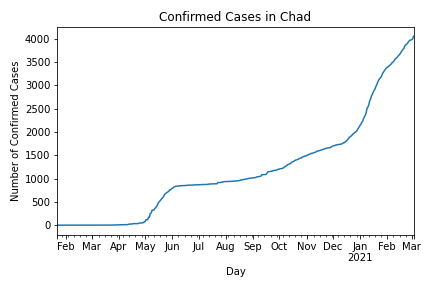 Confirmed Cases in Chad
Number of Confirmed Cases
4000
3500
3000
2500
2000
1500
1000
500
0
Feb Mar Apr May Jun Jul Aug Sep Oct Nov Dec Jan Feb Mar
2021
Day